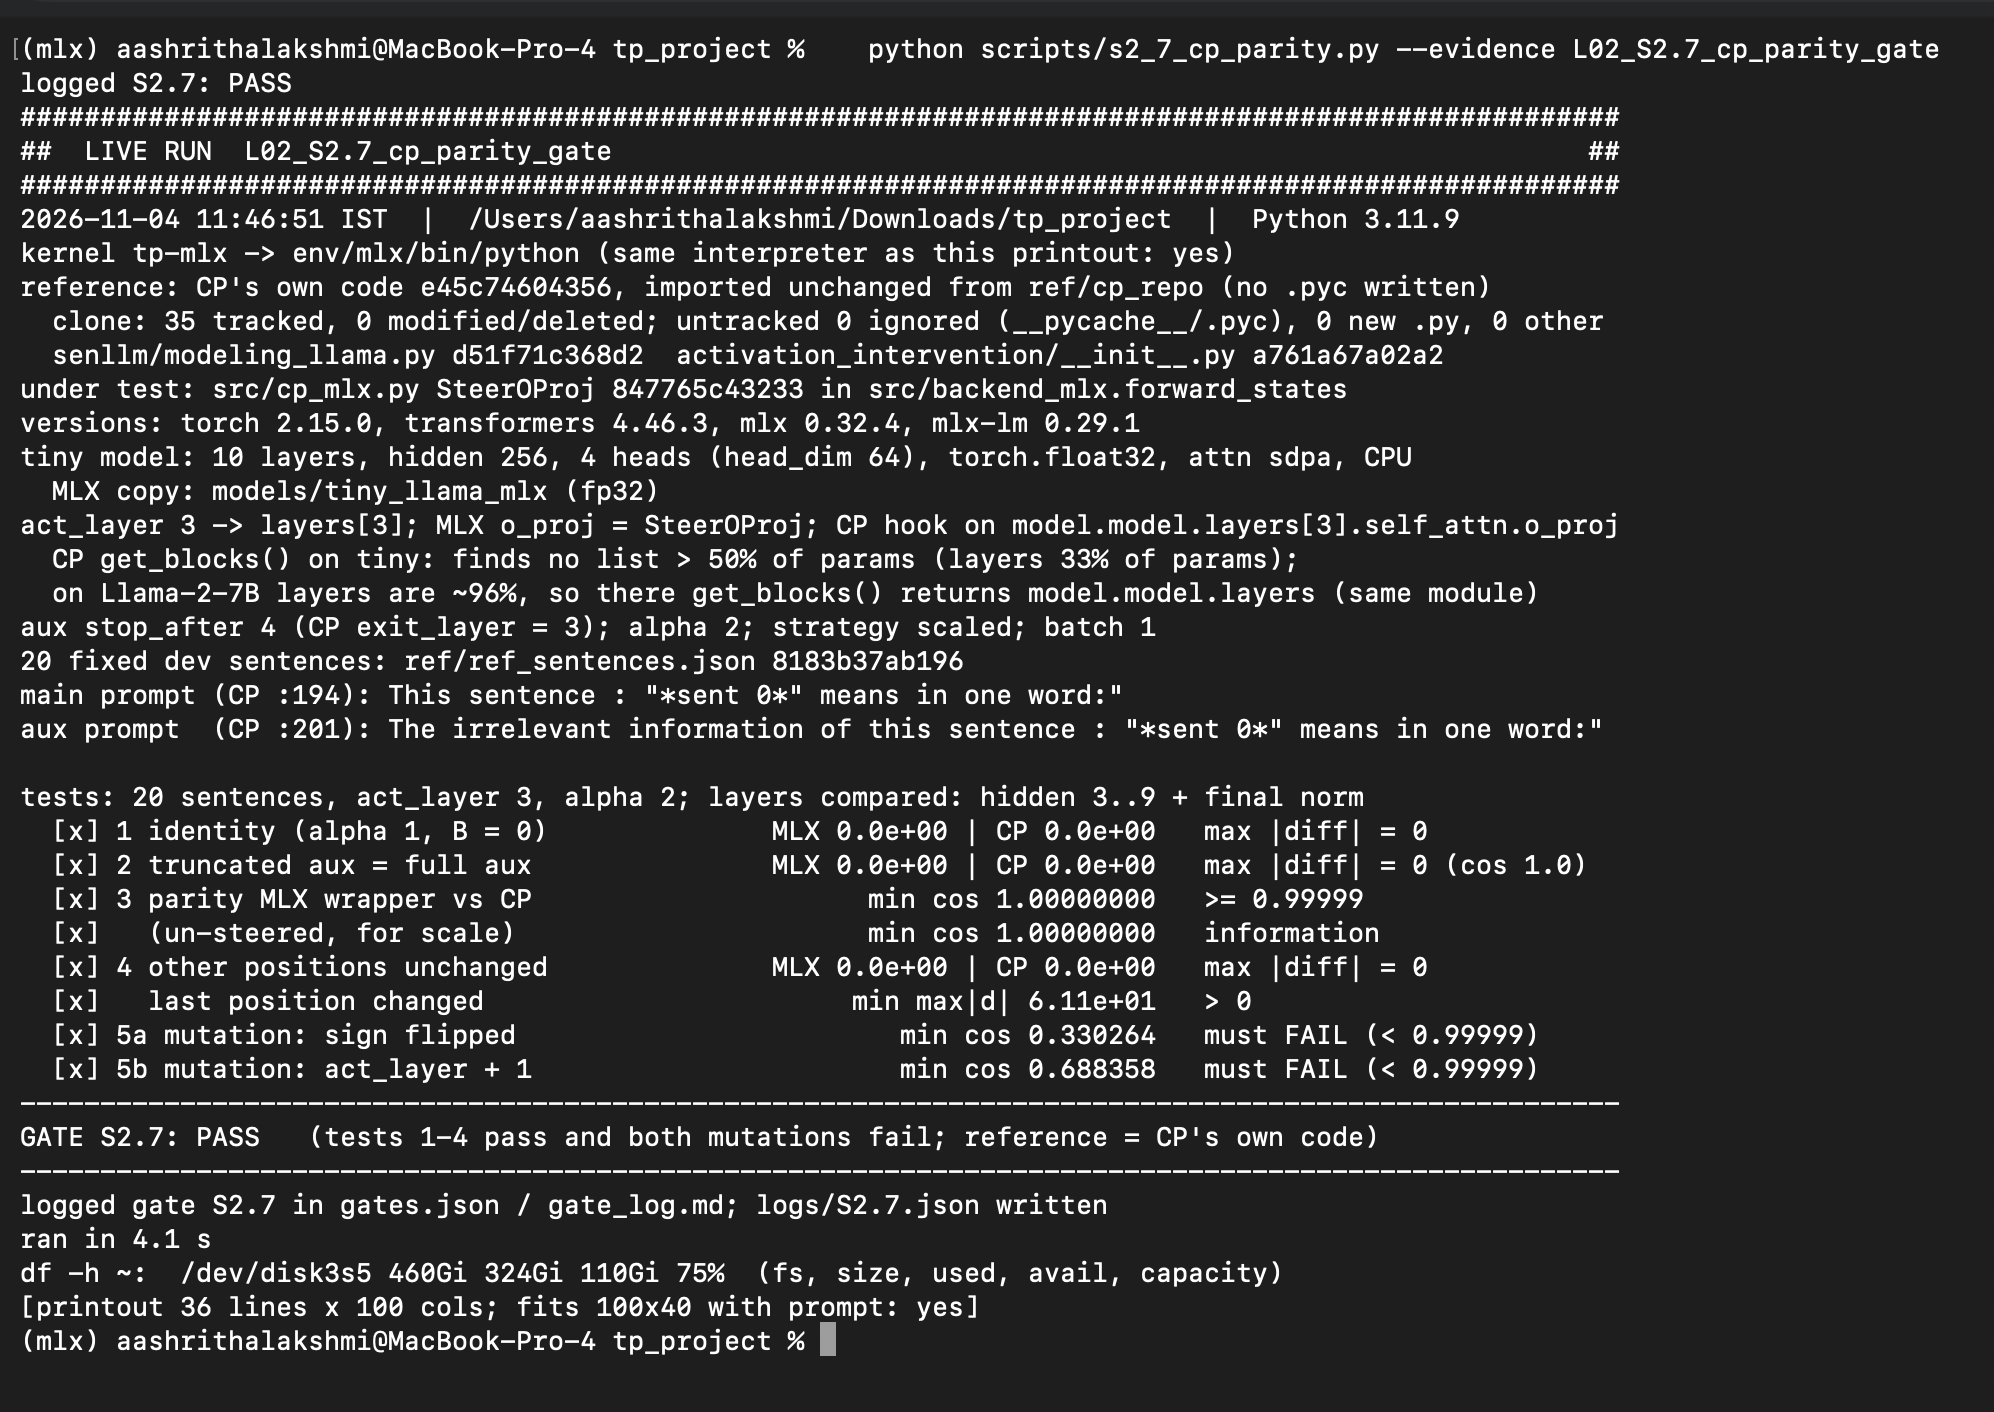 [(mlx) aashrithalakshmi@MacBook-Pro-4 tp_project %    python scripts/s2_7_cp_parity.py --evidence L02_S2.7_cp_parity_gate
logged S2.7: PASS
####################################################################################################
##  LIVE RUN  L02_S2.7_cp_parity_gate                                                             ##
####################################################################################################
2026-11-04 11:46:51 IST  |  /Users/aashrithalakshmi/Downloads/tp_project  |  Python 3.11.9
kernel tp-mlx -> env/mlx/bin/python (same interpreter as this printout: yes)
reference: CP's own code e45c74604356, imported unchanged from ref/cp_repo (no .pyc written)
  clone: 35 tracked, 0 modified/deleted; untracked 0 ignored (__pycache__/.pyc), 0 new .py, 0 other
  senllm/modeling_llama.py d51f71c368d2  activation_intervention/__init__.py a761a67a02a2
under test: src/cp_mlx.py SteerOProj 847765c43233 in src/backend_mlx.forward_states
versions: torch 2.15.0, transformers 4.46.3, mlx 0.32.4, mlx-lm 0.29.1
tiny model: 10 layers, hidden 256, 4 heads (head_dim 64), torch.float32, attn sdpa, CPU
  MLX copy: models/tiny_llama_mlx (fp32)
act_layer 3 -> layers[3]; MLX o_proj = SteerOProj; CP hook on model.model.layers[3].self_attn.o_proj
  CP get_blocks() on tiny: finds no list > 50% of params (layers 33% of params);
  on Llama-2-7B layers are ~96%, so there get_blocks() returns model.model.layers (same module)
aux stop_after 4 (CP exit_layer = 3); alpha 2; strategy scaled; batch 1
20 fixed dev sentences: ref/ref_sentences.json 8183b37ab196
main prompt (CP :194): This sentence : "*sent 0*" means in one word:"
aux prompt  (CP :201): The irrelevant information of this sentence : "*sent 0*" means in one word:"

tests: 20 sentences, act_layer 3, alpha 2; layers compared: hidden 3..9 + final norm
  [x] 1 identity (alpha 1, B = 0)              MLX 0.0e+00 | CP 0.0e+00   max |diff| = 0
  [x] 2 truncated aux = full aux               MLX 0.0e+00 | CP 0.0e+00   max |diff| = 0 (cos 1.0)
  [x] 3 parity MLX wrapper vs CP                     min cos 1.00000000   >= 0.99999
  [x]   (un-steered, for scale)                      min cos 1.00000000   information
  [x] 4 other positions unchanged              MLX 0.0e+00 | CP 0.0e+00   max |diff| = 0
  [x]   last position changed                       min max|d| 6.11e+01   > 0
  [x] 5a mutation: sign flipped                        min cos 0.330264   must FAIL (< 0.99999)
  [x] 5b mutation: act_layer + 1                       min cos 0.688358   must FAIL (< 0.99999)
----------------------------------------------------------------------------------------------------
GATE S2.7: PASS   (tests 1-4 pass and both mutations fail; reference = CP's own code)
----------------------------------------------------------------------------------------------------
logged gate S2.7 in gates.json / gate_log.md; logs/S2.7.json written
ran in 4.1 s
df -h ~:  /dev/disk3s5 460Gi 324Gi 110Gi 75%  (fs, size, used, avail, capacity)
[printout 36 lines x 100 cols; fits 100x40 with prompt: yes]
(mlx) aashrithalakshmi@MacBook-Pro-4 tp_project %